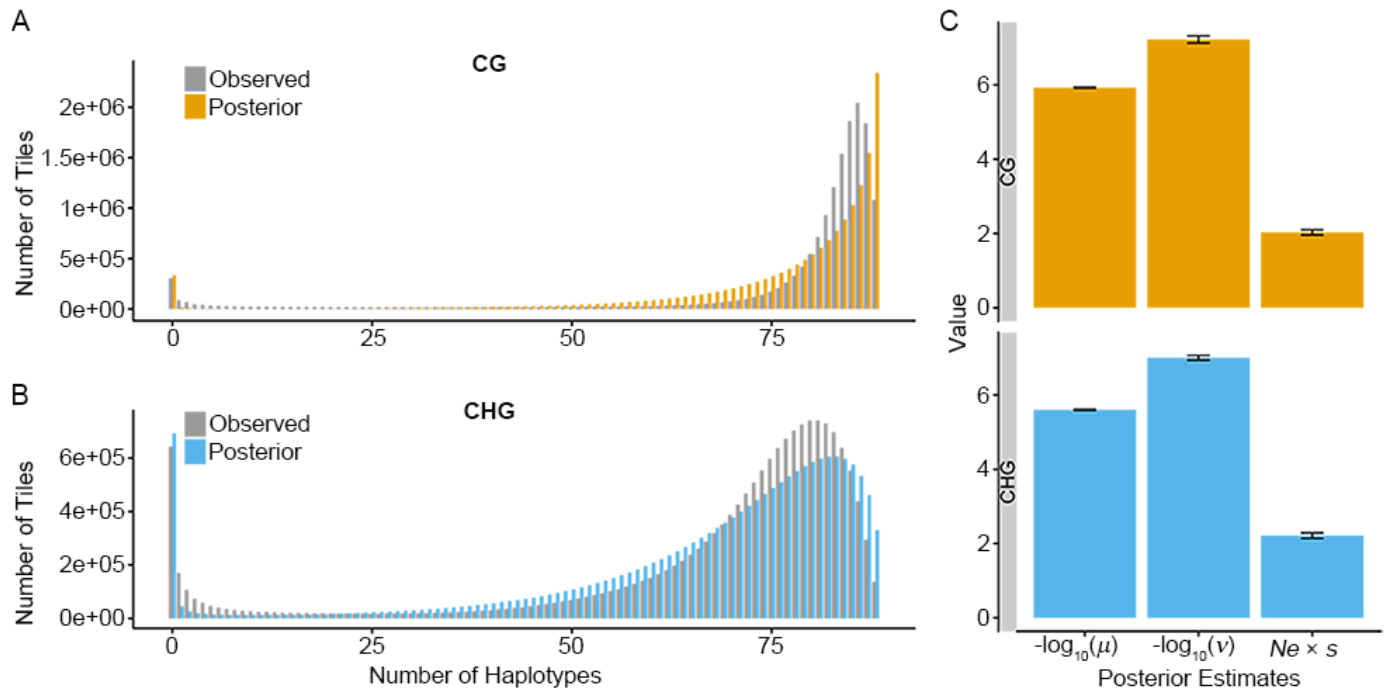 A
CG
Observed
Posterior
Number of Tiles
2e+06
1.5e+06
1e+06
5e+05
0e+00
0 25 50 75
B
CHG
Observed
Posterior
Number of Tiles
6e+05
4e+05
2e+05
0e+00
0 25 50 75
Number of Haplotypes
C
CG
6
4
2
0
Value
CHG
6
4
2
0
-log₁₀(μ) -log₁₀(ν) Ne × s
Posterior Estimates